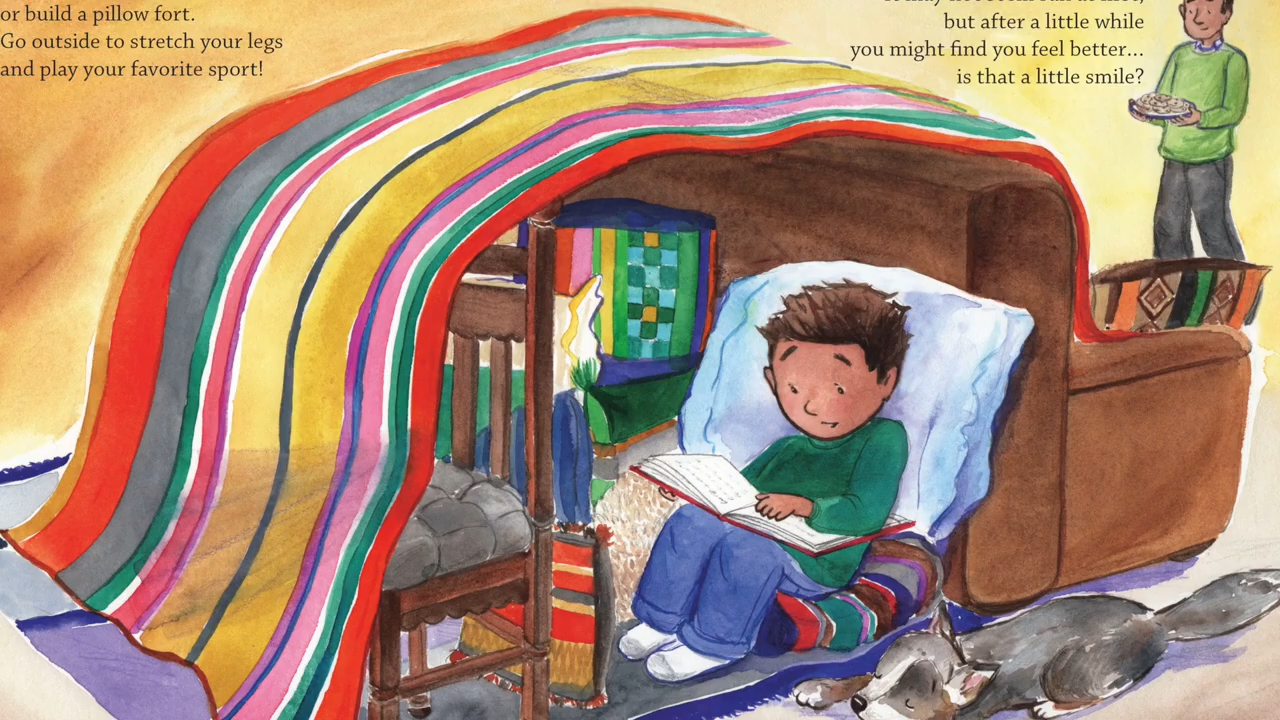 or build a pillow fort.
Go outside to stretch your legs
and play your favorite sport!
but after a little while
you might find you feel better...
is that a little smile?